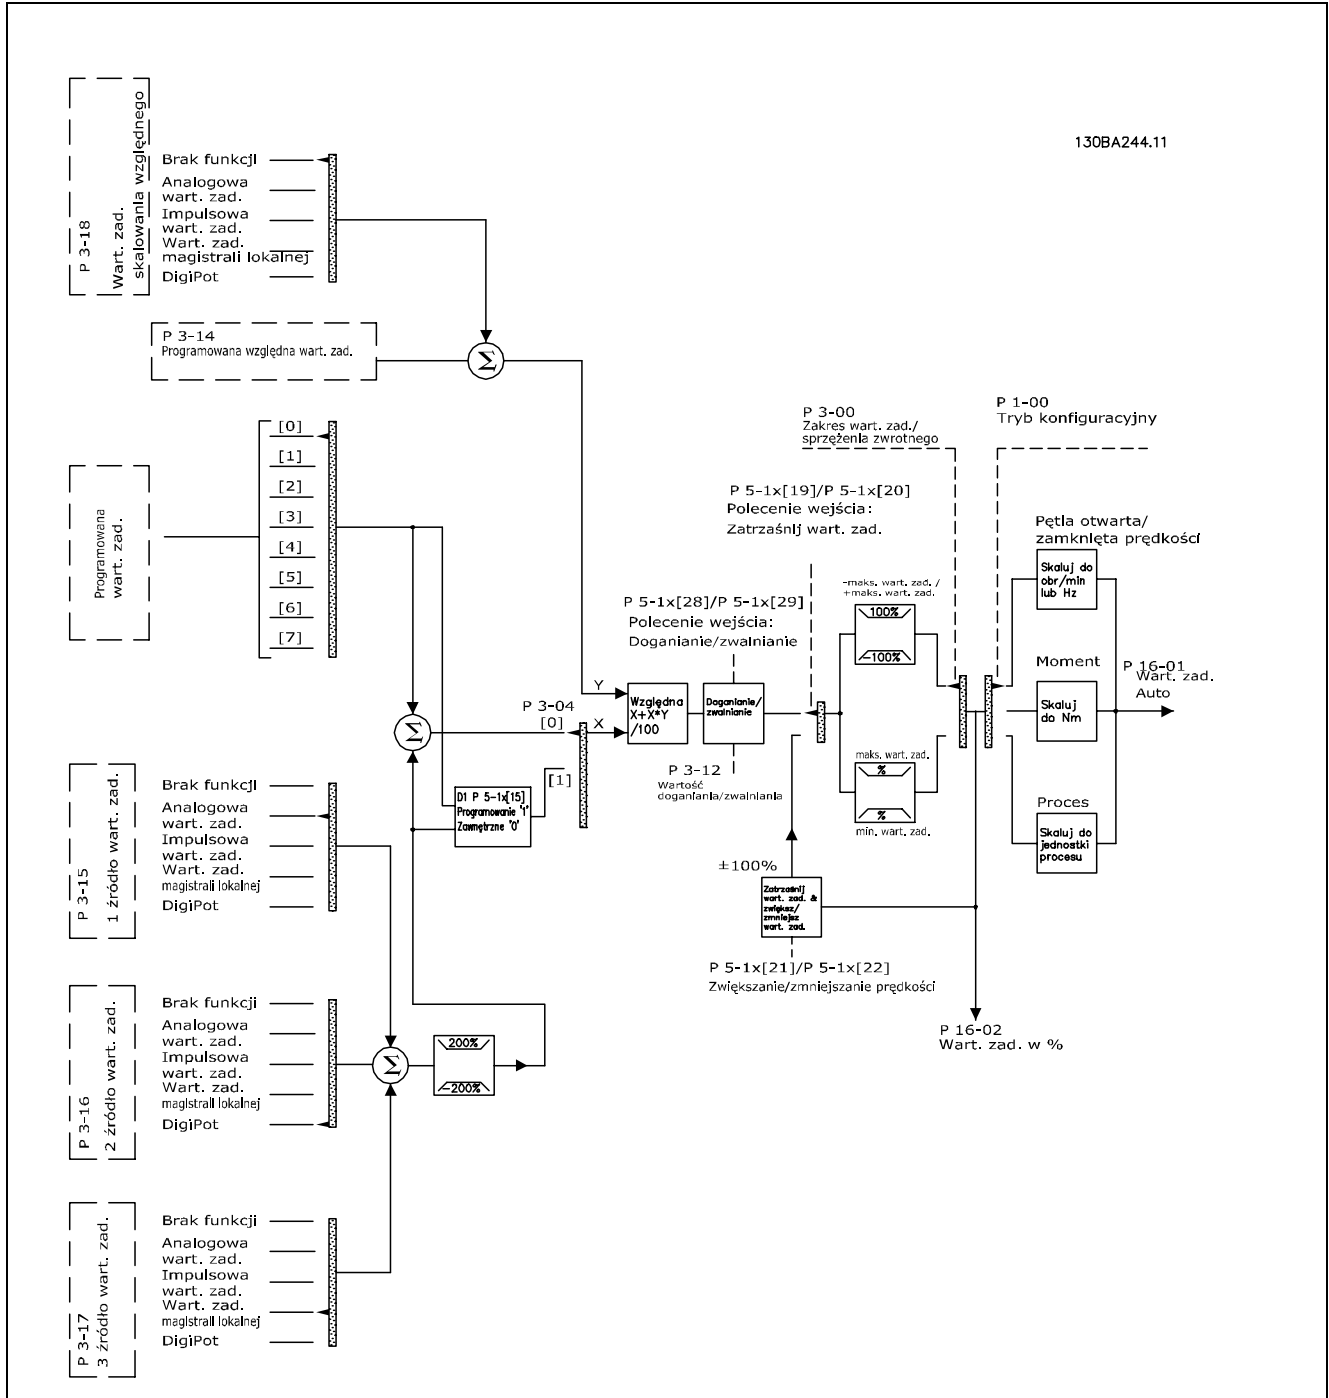 130BA244.11
P 3-18
Wart. zad.
skalowania względnego
Brak funkcji
Analogowa
wart. zad.
Impulsowa
wart. zad.
Wart. zad.
magistrali lokalnej
DigiPot
P 3-14
Programowana względna wart. zad.
Σ
Programowana
wart. zad.
[0]
[1]
[2]
[3]
[4]
[5]
[6]
[7]
P 3-15
1 źródło wart. zad.
Brak funkcji
Analogowa
wart. zad.
Impulsowa
wart. zad.
Wart. zad.
magistrali lokalnej
DigiPot
P 3-16
2 źródło wart. zad.
Brak funkcji
Analogowa
wart. zad.
Impulsowa
wart. zad.
Wart. zad.
magistrali lokalnej
DigiPot
P 3-17
3 źródło wart. zad.
Brak funkcji
Analogowa
wart. zad.
Impulsowa
wart. zad.
Wart. zad.
magistrali lokalnej
DigiPot
Σ
200%
-200%
Σ
D1 P 5-1x[15]
Programowanie '1'
Zawnętrzne '0'
P 3-04
[0]
[1]
Y
X
Względna
X+X*Y
/100
P 5-1x[28]/P 5-1x[29]
Polecenie wejścia:
Doganianie/zwalnianie
Doganianie/
zwalnianie
P 3-12
Wartość
doganiania/zwalniania
P 5-1x[19]/P 5-1x[20]
Polecenie wejścia:
Zatrzaśnij wart. zad.
P 3-00
Zakres wart. zad./
sprzężenia zwrotnego
P 1-00
Tryb konfiguracyjny
-maks. wart. zad. /
+maks. wart. zad.
100%
-100%
maks. wart. zad.
%
%
min. wart. zad.
±100%
Zatrzaśnij
wart. zad. &
zwiększ/
zmniejsz
wart. zad.
P 5-1x[21]/P 5-1x[22]
Zwiększanie/zmniejszanie prędkości
Pętla otwarta/
zamknięta prędkości
Skaluj do
obr/min
lub Hz
Moment
Skaluj
do Nm
Proces
Skaluj do
jednostki
procesu
P 16-01
Wart. zad.
Auto
P 16-02
Wart. zad. w %